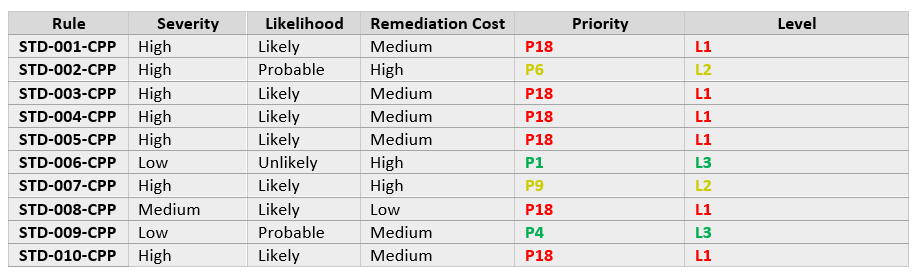 Rule Severity Likelihood Remediation Cost Priority Level
STD-001-CPP High Likely Medium P18 L1
STD-002-CPP High Probable High P6 L2
STD-003-CPP High Likely Medium P18 L1
STD-004-CPP High Likely Medium P18 L1
STD-005-CPP High Likely Medium P18 L1
STD-006-CPP Low Unlikely High P1 L3
STD-007-CPP High Likely High P9 L2
STD-008-CPP Medium Likely Low P18 L1
STD-009-CPP Low Probable Medium P4 L3
STD-010-CPP High Likely Medium P18 L1